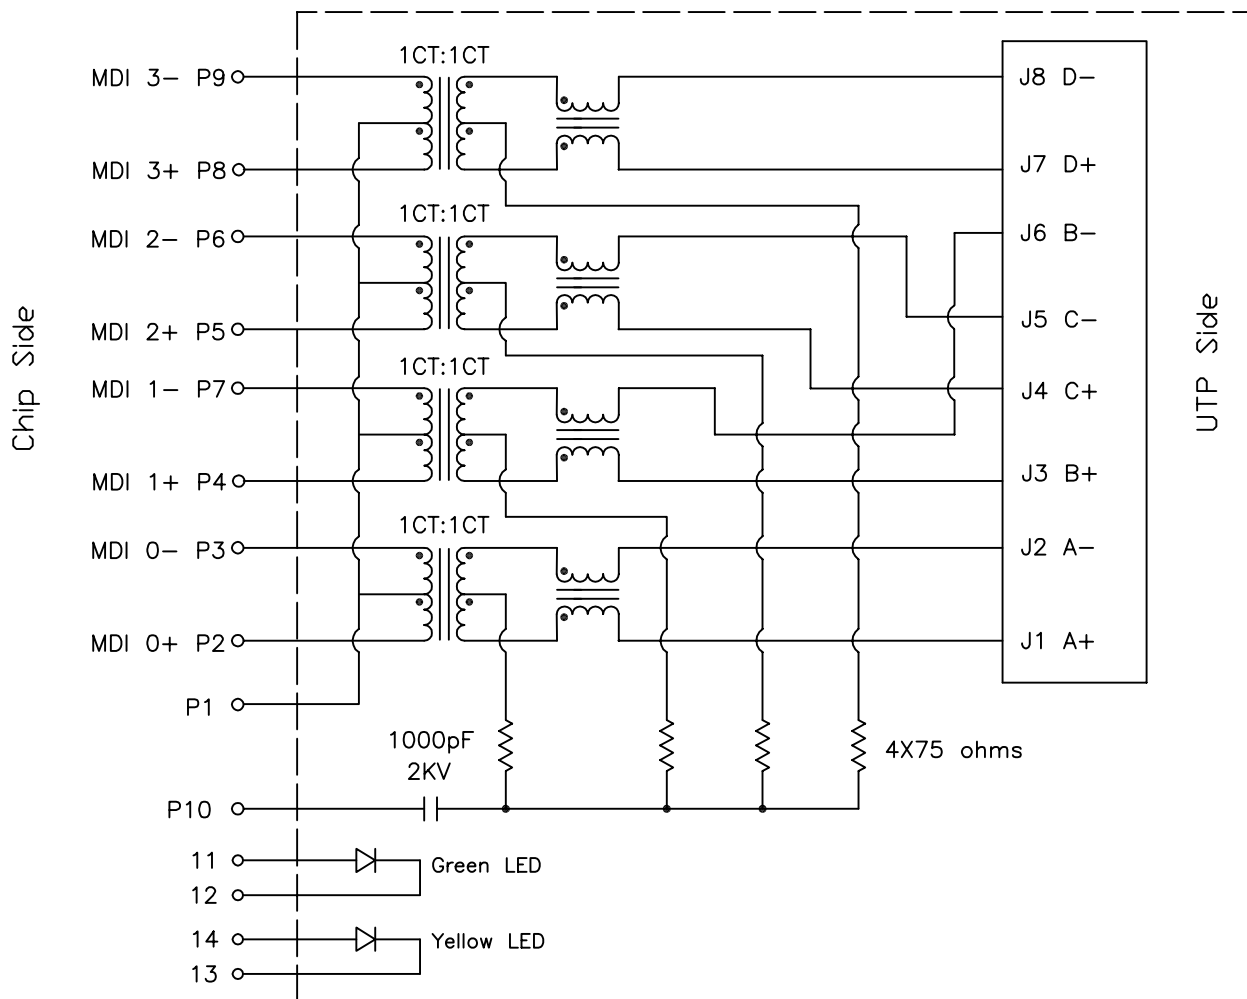 1CT:1CT
MDI 3- P9
J8 D-
MDI 3+ P8
J7 D+
1CT:1CT
MDI 2- P6
J6 B-
MDI 2+ P5
J5 C-
1CT:1CT
MDI 1- P7
J4 C+
MDI 1+ P4
J3 B+
1CT:1CT
MDI 0- P3
J2 A-
MDI 0+ P2
J1 A+
Chip Side
UTP Side
P1
1000pF
2KV
4X75 ohms
P10
11
Green LED
12
14
Yellow LED
13